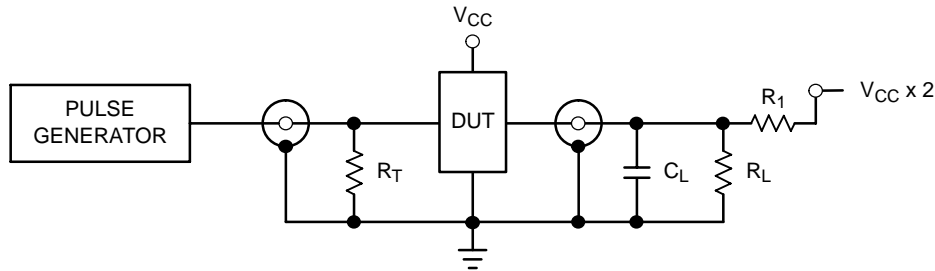 VCC
PULSE
GENERATOR
DUT
R1
VCC x 2
RT
CL
RL